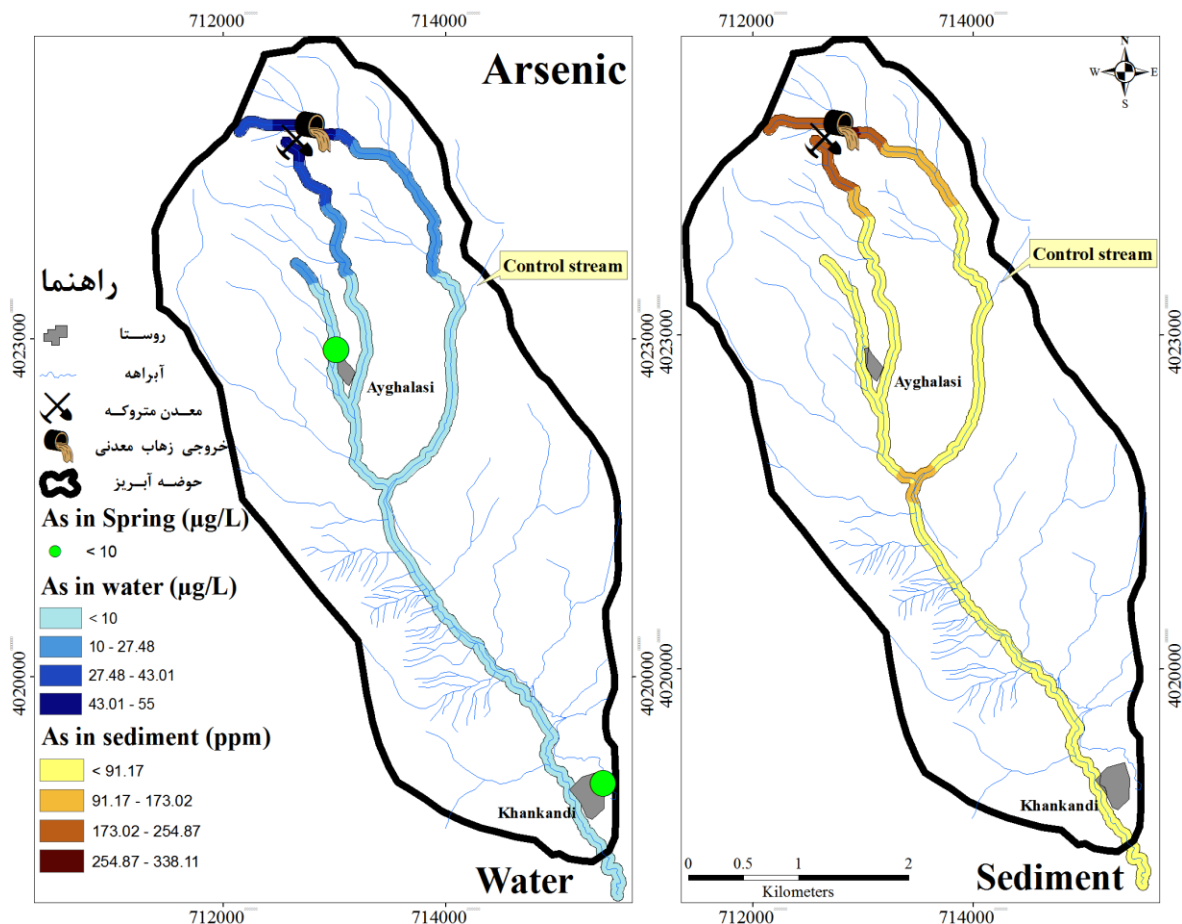 712000
714000
712000
714000
Arsenic
N
W
E
S
Control stream
Control stream
راهنما
روستا
آبراهه
معدن متروکه
خروجی زهاب معدنی
حوضه آبریز
4023000
4023000
4023000
Ayghalasi
Ayghalasi
As in Spring (µg/L)
< 10
As in water (µg/L)
< 10
10 - 27.48
27.48 - 43.01
43.01 - 55
As in sediment (ppm)
< 91.17
91.17 - 173.02
173.02 - 254.87
254.87 - 338.11
4020000
4020000
4020000
Khankandi
Khankandi
Water
0
0.5
1
2
Kilometers
Sediment
712000
714000
712000
714000